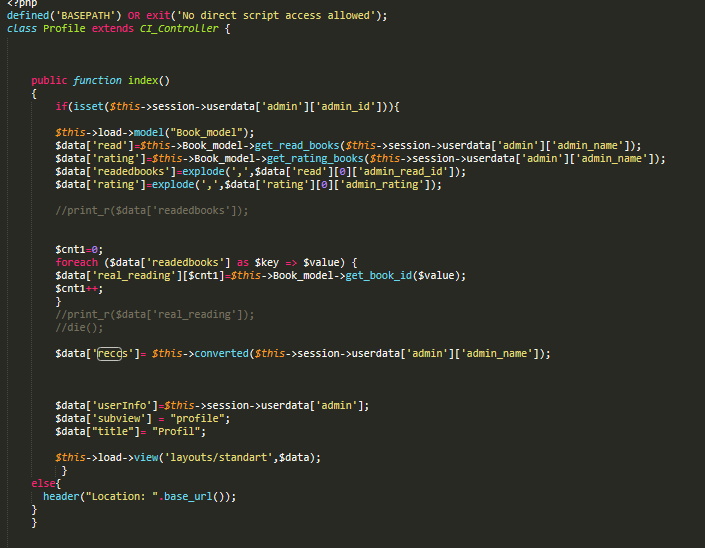 <?php
defined('BASEPATH') OR exit('No direct script access allowed');
class Profile extends CI_Controller {
public function index()
{
if(isset($this->session->userdata['admin']['admin_id'])){
$this->load->model("Book_model");
$data['read']=$this->Book_model->get_read_books($this->session->userdata['admin']['admin_name']);
$data['rating']=$this->Book_model->get_rating_books($this->session->userdata['admin']['admin_name']);
$data['readedbooks']=explode(',',$data['read'][0]['admin_read_id']);
$data['rating']=explode(',',$data['rating'][0]['admin_rating']);
//print_r($data['readedbooks']);
$cnt1=0;
foreach ($data['readedbooks'] as $key => $value) {
$data['real_reading'][$cnt1]=$this->Book_model->get_book_id($value);
$cnt1++;
}
//print_r($data['real_reading']);
//die();
$data['recos']= $this->converted($this->session->userdata['admin']['admin_name']);
$data['userInfo']=$this->session->userdata['admin'];
$data['subview'] = "profile";
$data["title"]= "Profil";
$this->load->view('layouts/standart',$data);
}
else{
header("Location: ".base_url());
}
}